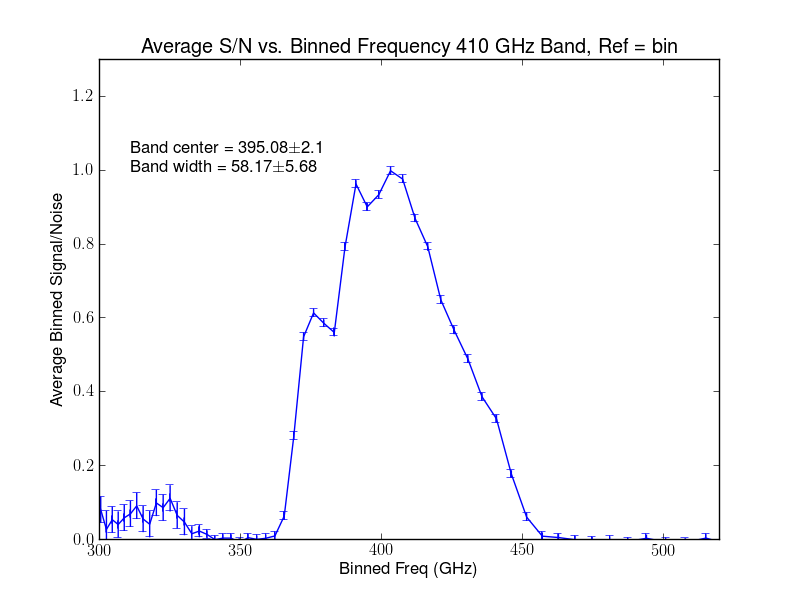 Average S/N vs. Binned Frequency 410 GHz Band, Ref = bin
1.2
Band center = 395.08±2.1
Band width = 58.17±5.68
1.0
0.8
0.6
0.4
0.2
0.0
Average Binned Signal/Noise
300 350 400 450 500
Binned Freq (GHz)